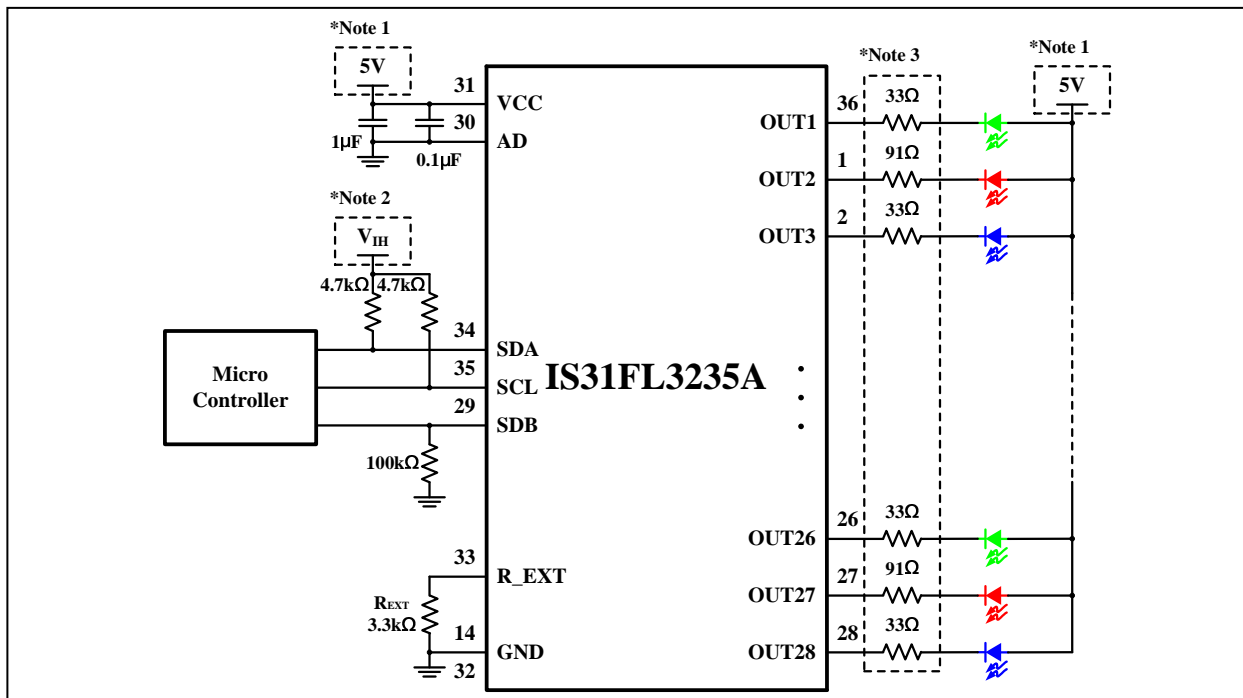 *Note 1
5V
31
VCC
30
AD
1µF
0.1µF
*Note 2
VIH
4.7kΩ 4.7kΩ
34
SDA
35
SCL
29
SDB
Micro
Controller
100kΩ
33
R_EXT
REXT
3.3kΩ
14
GND
32
IS31FL3235A
*Note 3
*Note 1
5V
36
33Ω
OUT1
1
91Ω
OUT2
2
33Ω
OUT3
26
33Ω
OUT26
27
91Ω
OUT27
28
33Ω
OUT28